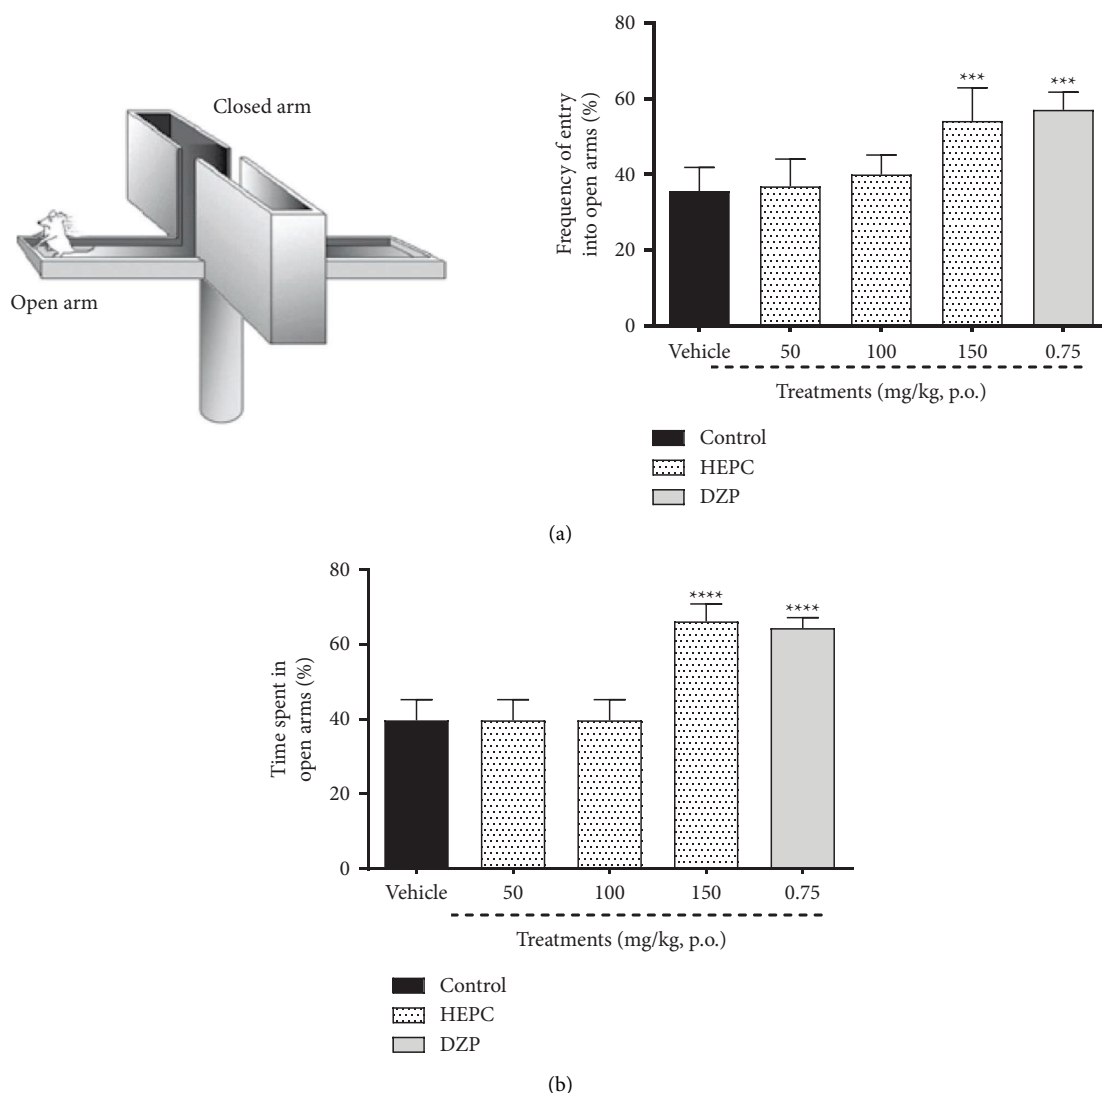 Closed arm
Open arm
Frequency of entry
into open arms (%)
80
60
40
20
0
***
***
Vehicle 50 100 150 0.75
Treatments (mg/kg, p.o.)
Control
HEPC
DZP
(a)
Time spent in
open arms (%)
80
60
40
20
0
****
****
Vehicle 50 100 150 0.75
Treatments (mg/kg, p.o.)
Control
HEPC
DZP
(b)